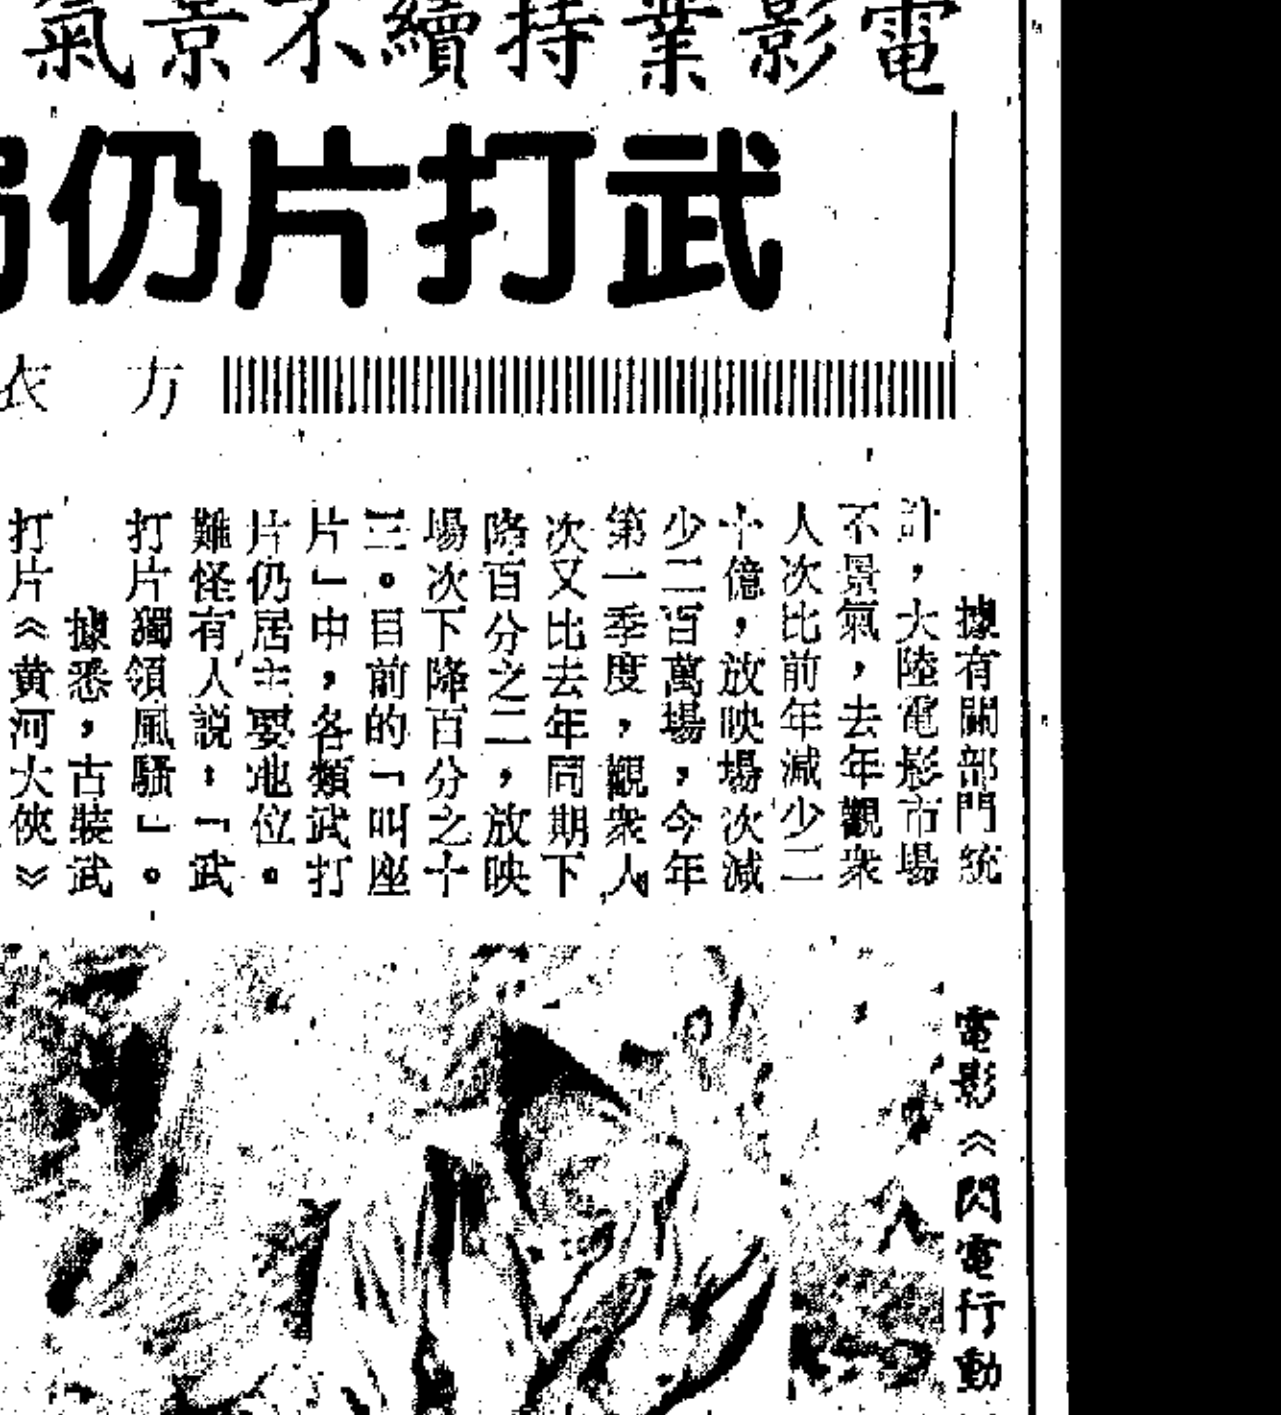 電影業持續不景氣
武打片仍
方衣
據有關部門統
計，大陸電影市場
不景氣，去年觀衆
人次比前年減少二
十億，放映場次減
少二百萬場，今年
第一季度，觀衆人
次又比去年同期下
降百分之二，放映
場次下降百分之十
三。目前的「叫座
片」中，各類武打
片仍居主要地位。
難怪有人説：「武
打片獨領風騷」。
據悉，古裝武
打片《黄河大俠》
電影《閃電行動